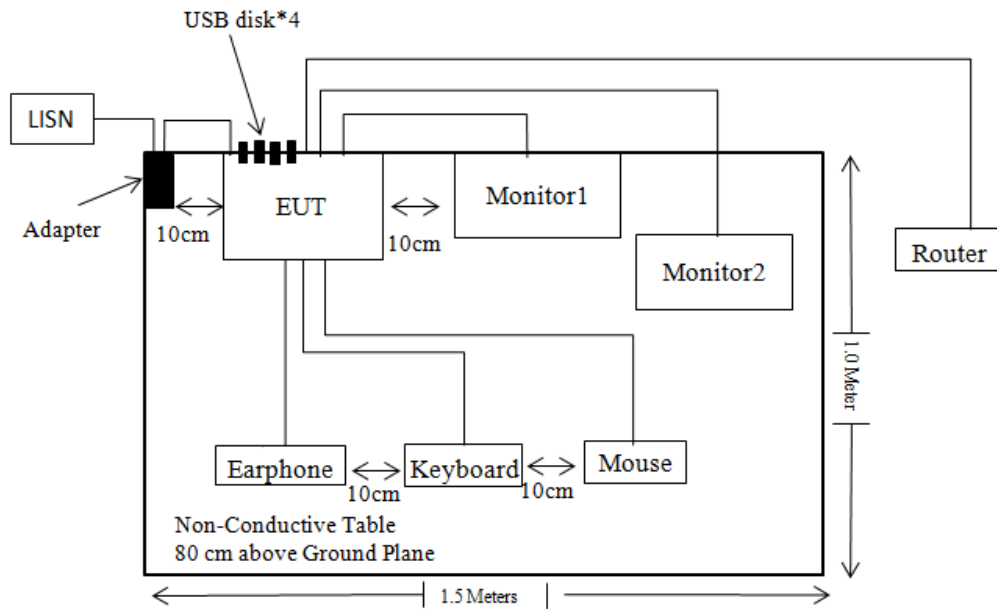 USB disk*4
LISN
EUT
Monitor1
Adapter
10cm
10cm
Monitor2
Router
1.0 Meter
Earphone
Keyboard
Mouse
10cm
10cm
Non-Conductive Table
80 cm above Ground Plane
1.5 Meters